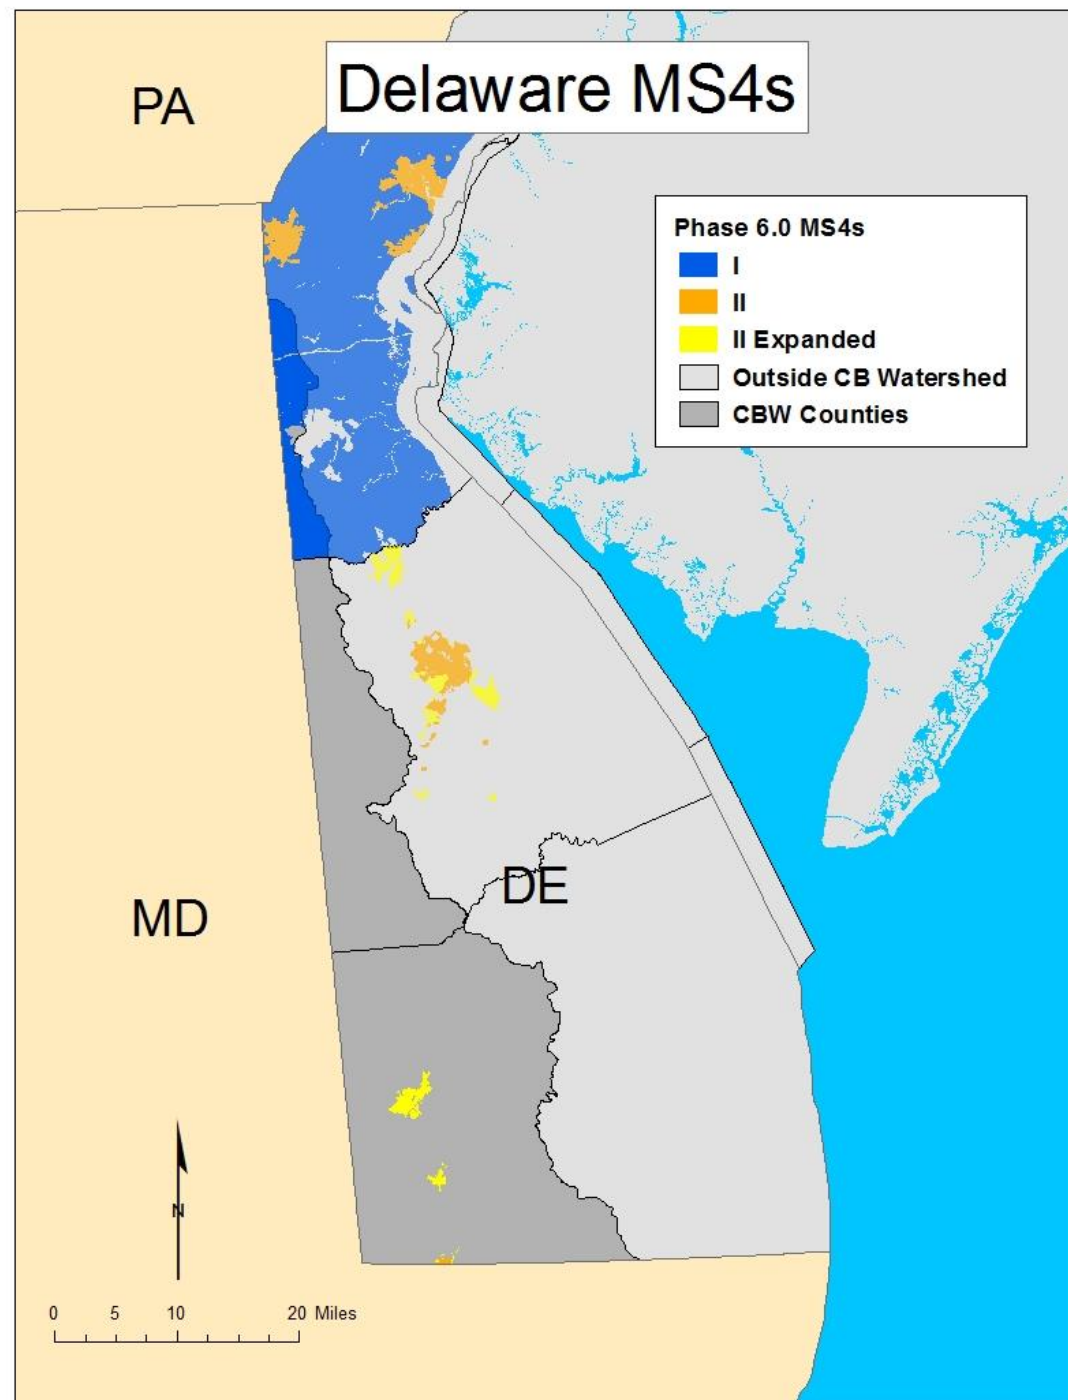 Delaware MS4s
PA
Phase 6.0 MS4s
I
II
II Expanded
Outside CB Watershed
CBW Counties
DE
MD
N
0 5 10 20 Miles